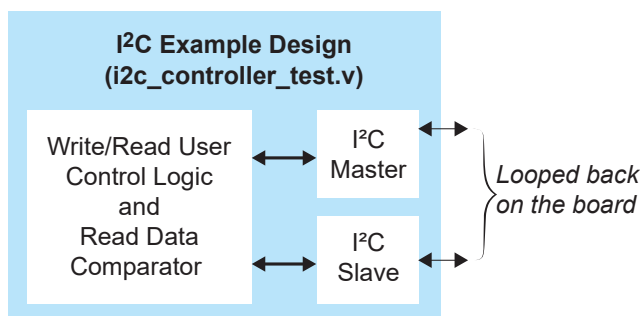 I²C Example Design
(i2c_controller_test.v)
Write/Read User
Control Logic
and
Read Data
Comparator
I²C
Master
I²C
Slave
Looped back
on the board